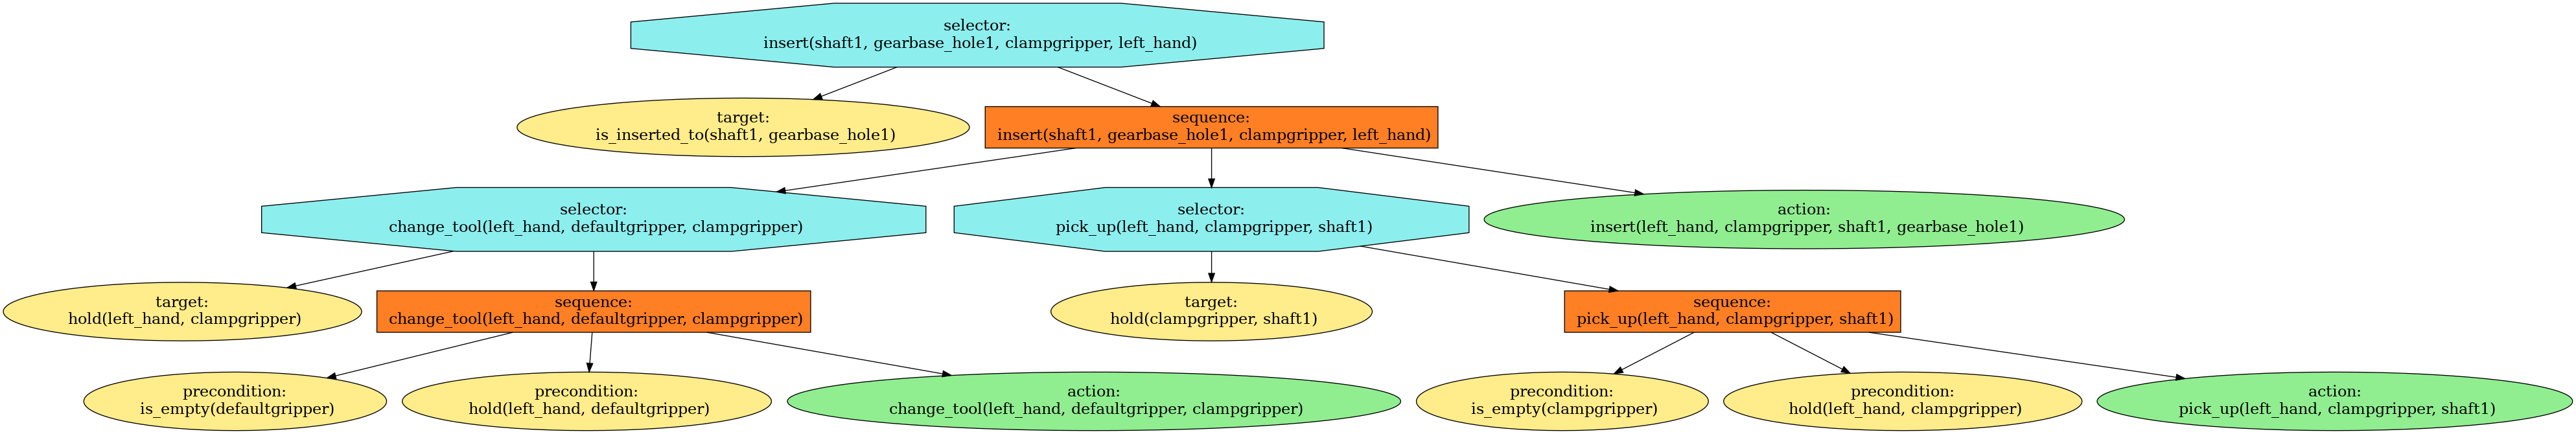 selector:
insert(shaft1, gearbase_hole1, clampgripper, left_hand)
target:
is_inserted_to(shaft1, gearbase_hole1)
sequence:
insert(shaft1, gearbase_hole1, clampgripper, left_hand)
selector:
change_tool(left_hand, defaultgripper, clampgripper)
selector:
pick_up(left_hand, clampgripper, shaft1)
action:
insert(left_hand, clampgripper, shaft1, gearbase_hole1)
target:
hold(left_hand, clampgripper)
sequence:
change_tool(left_hand, defaultgripper, clampgripper)
target:
hold(clampgripper, shaft1)
sequence:
pick_up(left_hand, clampgripper, shaft1)
precondition:
is_empty(defaultgripper)
precondition:
hold(left_hand, defaultgripper)
action:
change_tool(left_hand, defaultgripper, clampgripper)
precondition:
is_empty(clampgripper)
precondition:
hold(left_hand, clampgripper)
action:
pick_up(left_hand, clampgripper, shaft1)